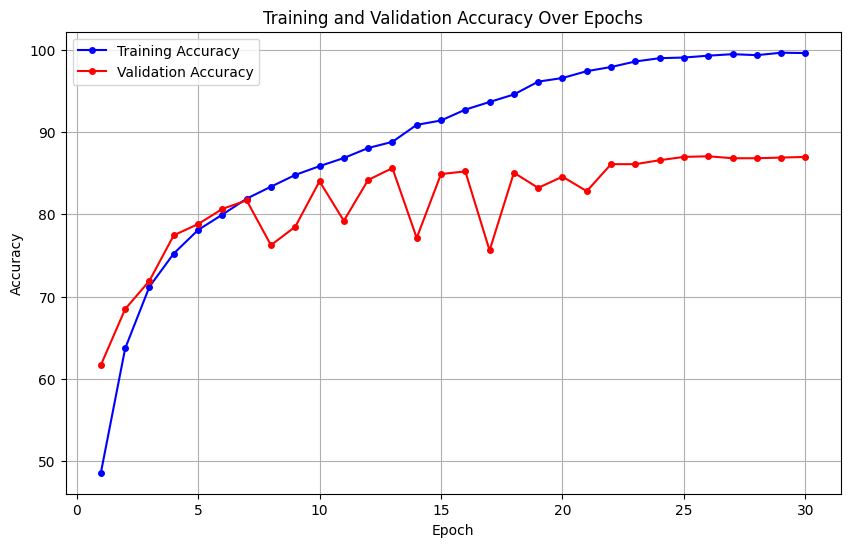 Training and Validation Accuracy Over Epochs
Training Accuracy
Validation Accuracy
100
90
80
70
60
50
Accuracy
0 5 10 15 20 25 30
Epoch